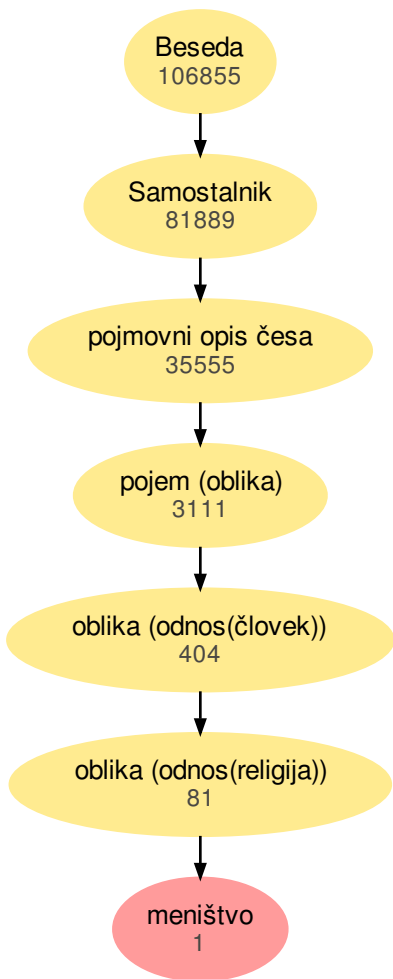 Beseda
106855
Samostalnik
81889
pojmovni opis česa
35555
pojem (oblika)
3111
oblika (odnos(človek))
404
oblika (odnos(religija))
81
meništvo
1